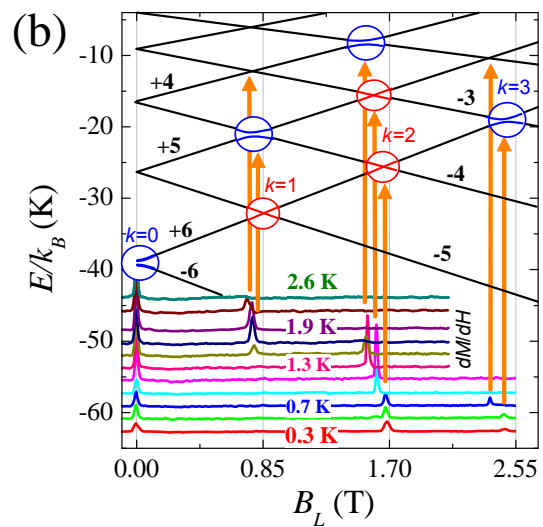 (b)
-10
-20
-30
-40
-50
-60
E/k_B (K)
+4
+5
+6
-6
-3
-4
-5
k=0
k=1
k=2
k=3
2.6 K
1.9 K
1.3 K
0.7 K
0.3 K
dM/dH
0.00
0.85
1.70
2.55
B_L (T)